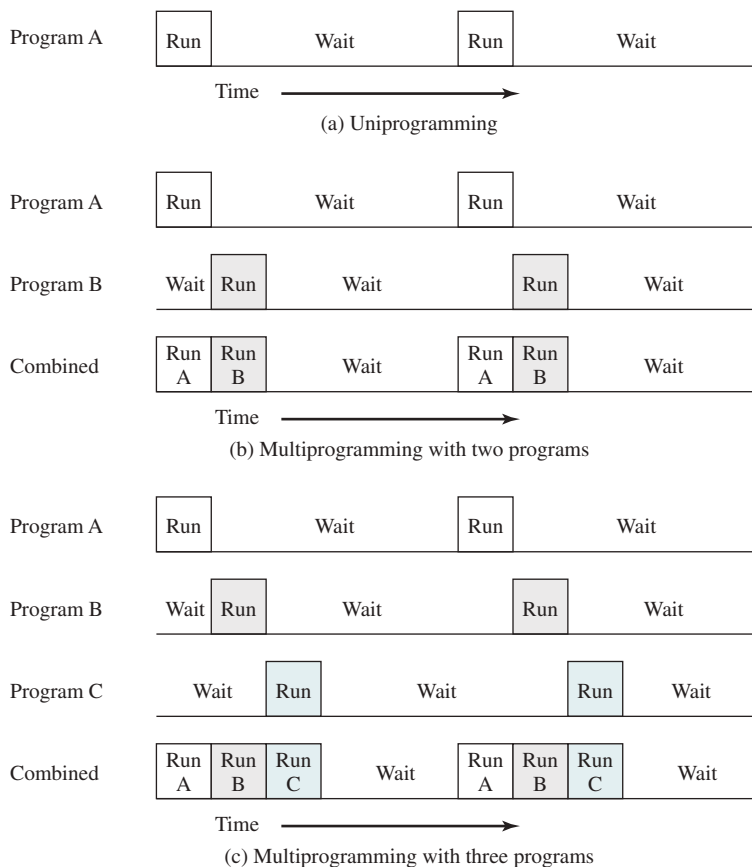 Program A Run Wait Run Wait
Time
(a) Uniprogramming
Program A Run Wait Run Wait
Program B Wait Run Wait Run Wait
Combined Run A Run B Wait Run A Run B Wait
Time
(b) Multiprogramming with two programs
Program A Run Wait Run Wait
Program B Wait Run Wait Run Wait
Program C Wait Run Wait Run Wait
Combined Run A Run B Run C Wait Run A Run B Run C Wait
Time
(c) Multiprogramming with three programs